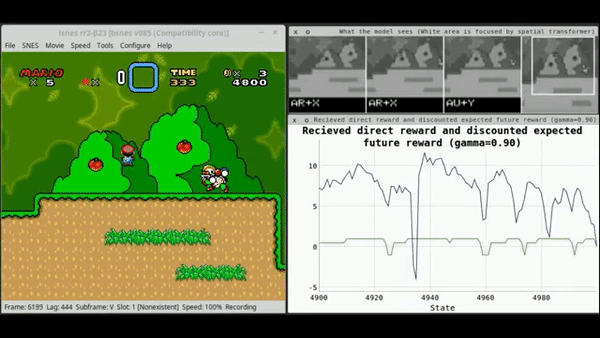 lsnes rr2-β23 [bsnes v085 (Compatibility core)]
File SNES Movie Speed Tools Configure Help
MARIO
x 5
x
0
TIME
333
x 3
4800
Frame: 6199 Lag: 444 Subframe: V Slot: 1 [Nonexistent] Speed: 100% Recording
x o What the model sees (White area is focused by spatial transformer)
AR+X
AR+X
AU+Y
x o Recieved direct reward and discounted expected future reward (gamma=0.90)
Recieved direct reward and discounted expected
future reward (gamma=0.90)
10
5
0
-5
4900 4920 4940 4960 4980
State